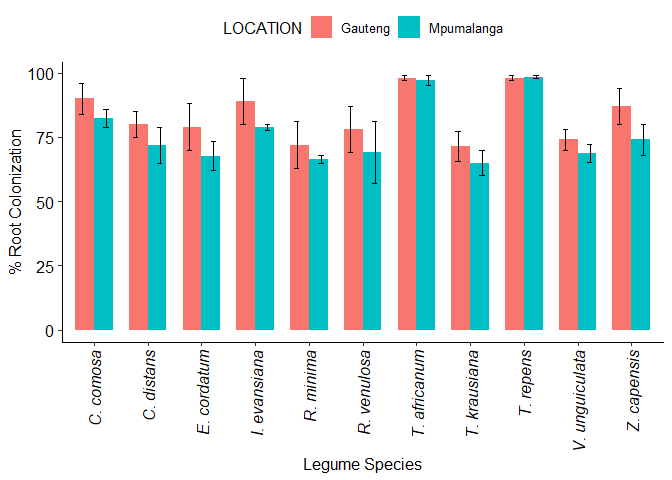 LOCATION Gauteng Mpumalanga
% Root Colonization
100
75
50
25
0
C. comosa
C. distans
E. cordatum
I. evansiana
R. minima
R. venulosa
T. africanum
T. krausiana
T. repens
V. unguiculata
Z. capensis
Legume Species